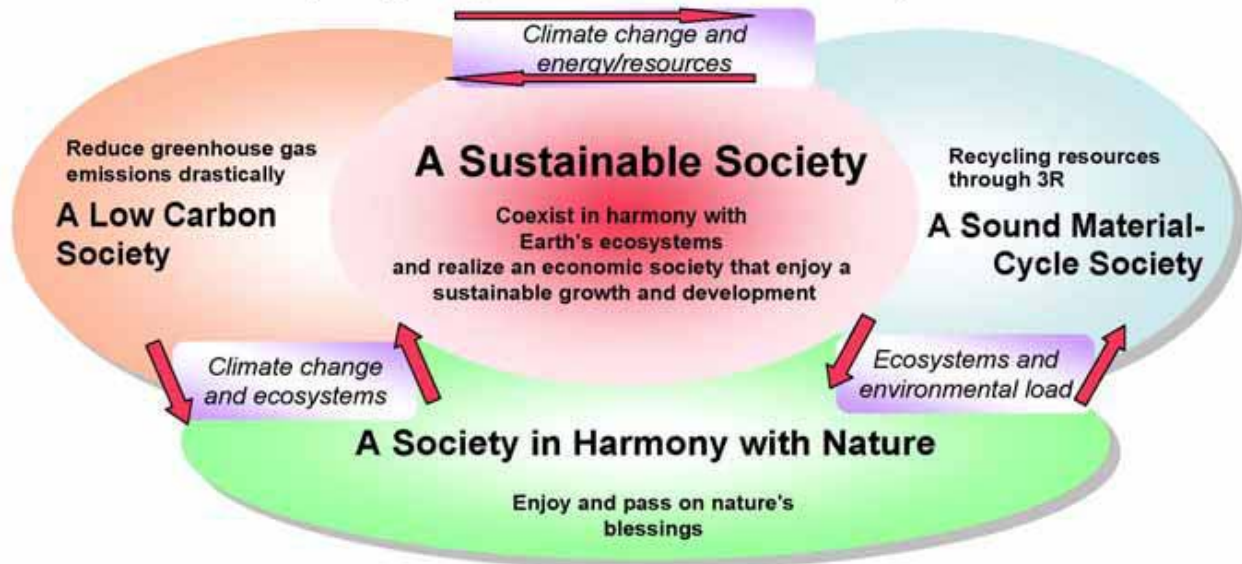 Climate change and
energy/resources
Reduce greenhouse gas
emissions drastically
A Low Carbon
Society
A Sustainable Society
Coexist in harmony with
Earth's ecosystems
and realize an economic society that enjoy a
sustainable growth and development
Recycling resources
through 3R
A Sound Material-
Cycle Society
Climate change
and ecosystems
Ecosystems and
environmental load
A Society in Harmony with Nature
Enjoy and pass on nature's
blessings